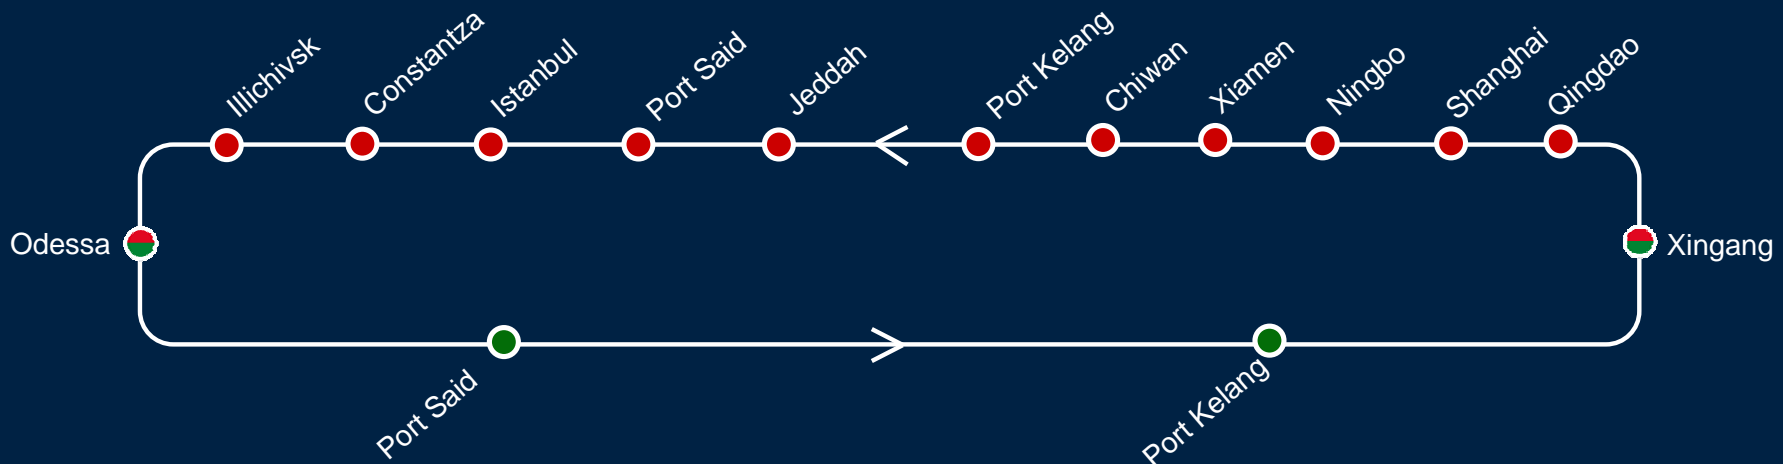 Illichivsk
Constantza
Istanbul
Port Said
Jeddah
Port Kelang
Chiwan
Xiamen
Ningbo
Shanghai
Qingdao
Odessa
Xingang
Port Said
Port Kelang